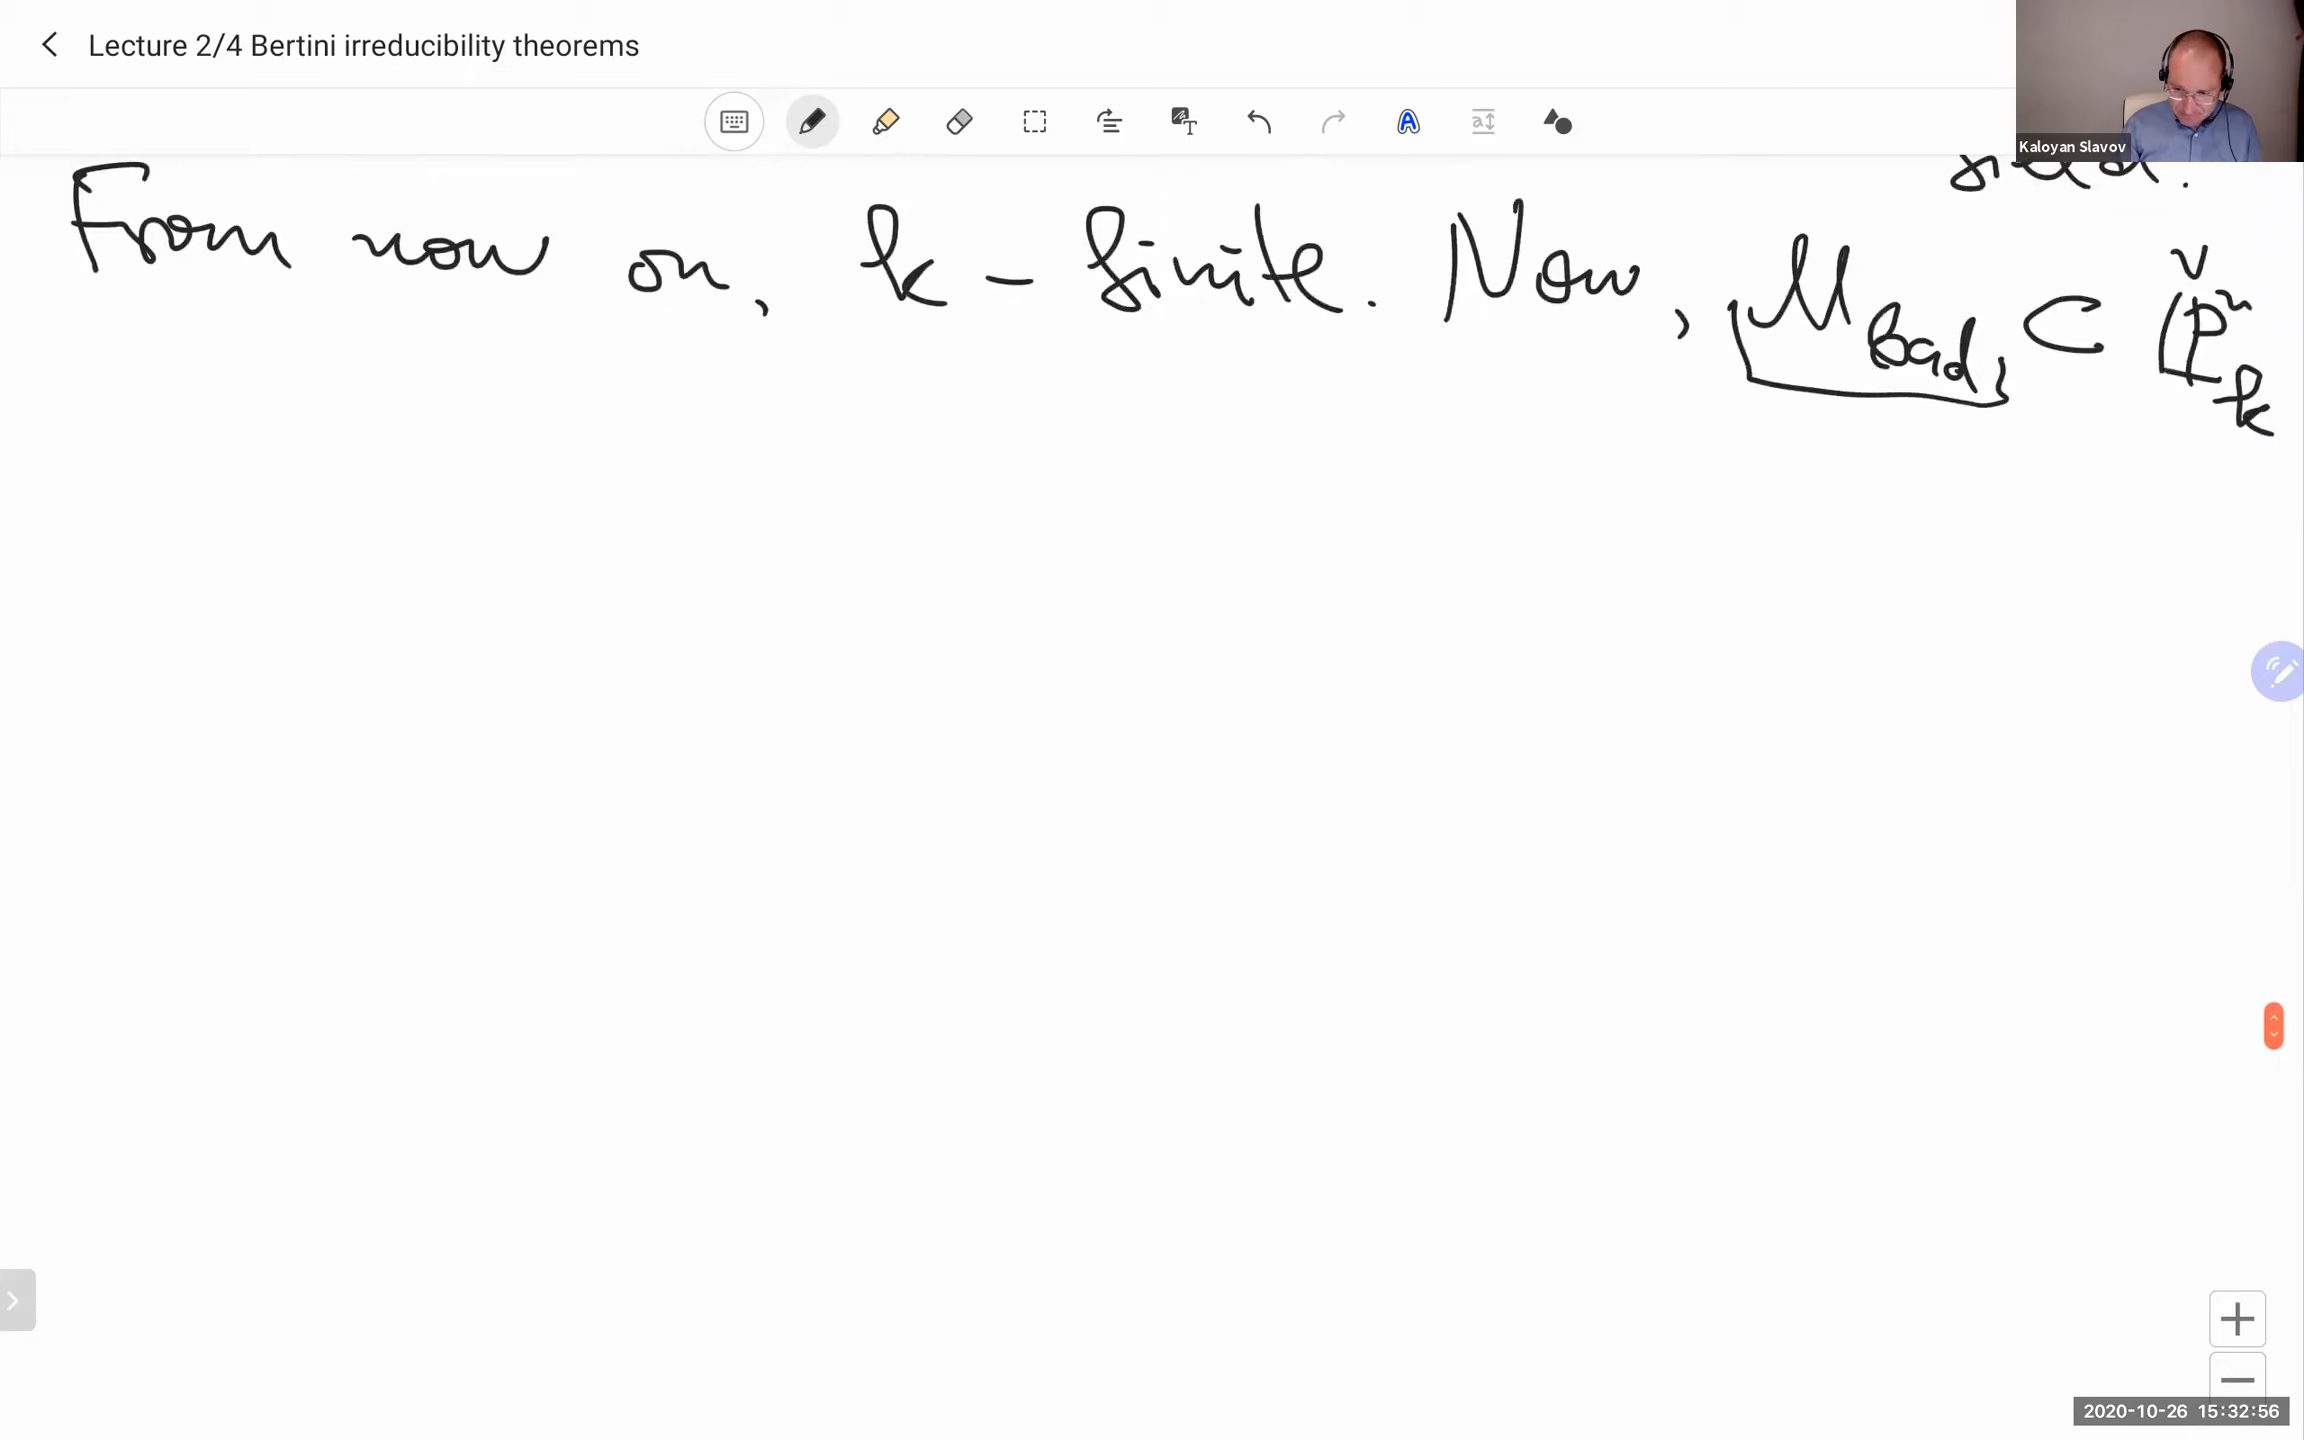 Lecture 2/4 Bertini irreducibility theorems
Kaloyan Slavov
From now on, k - finite. Now, M_bad, ⊂ P̌ⁿ_k
2020-10-26 15:32:56